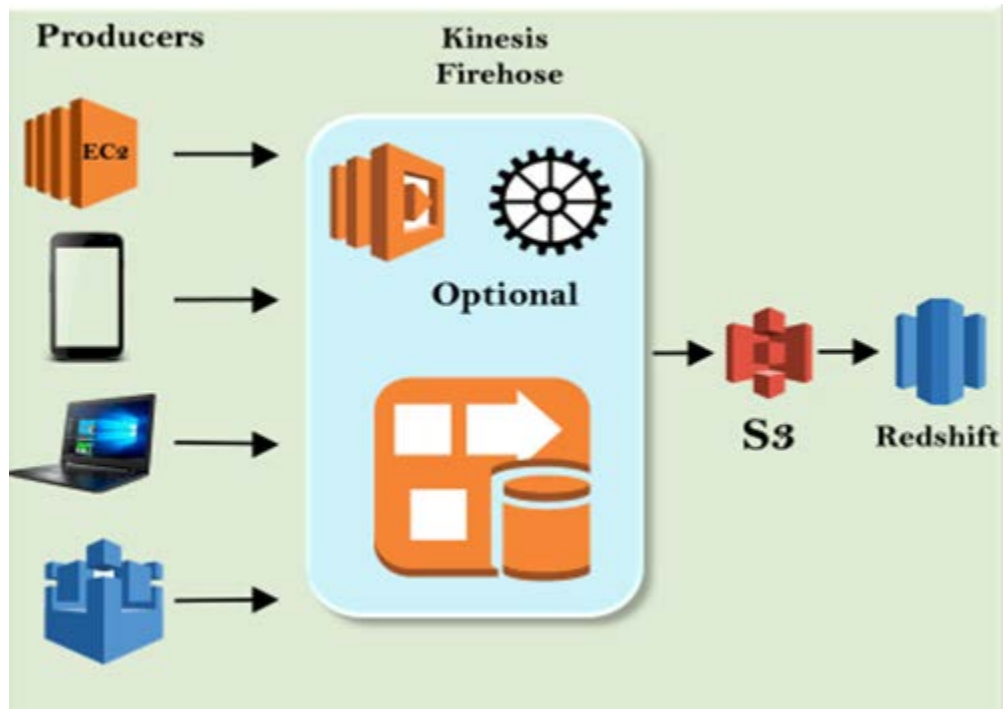 Producers
Kinesis
Firehose
EC2
Optional
S3
Redshift